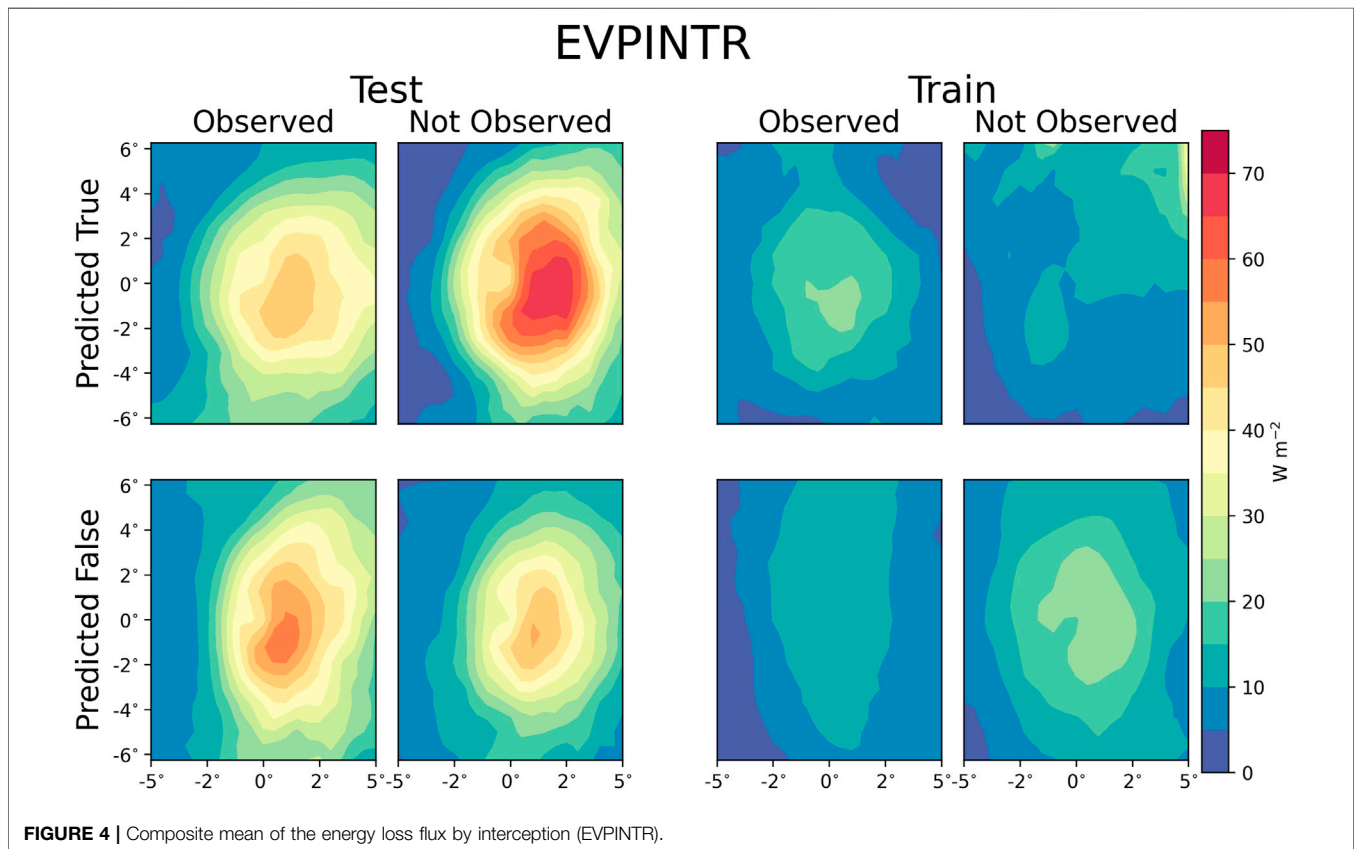 EVPINTR
Test Train
Observed Not Observed Observed Not Observed
Predicted True
6°
4°
2°
0°
-2°
-4°
-6°
Predicted False
6°
4°
2°
0°
-2°
-4°
-6°
-5° -2° 0° 2° 5° -5° -2° 0° 2° 5° -5° -2° 0° 2° 5° -5° -2° 0° 2° 5°
70
60
50
40
30
20
10
0
W m⁻²
FIGURE 4 | Composite mean of the energy loss flux by interception (EVPINTR).